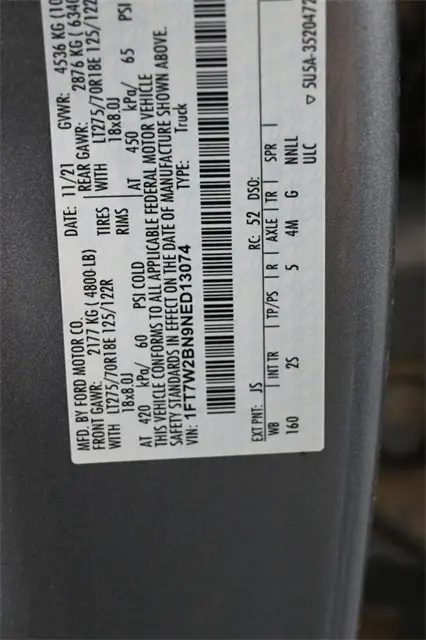 MFD. BY FORD MOTOR CO.
DATE: 11/21 GVWR: 4536 KG
FRONT GAWR: 2177 KG ( 4800-LB) REAR GAWR: 2876 KG
WITH LT275/70R18E 125/122R TIRES WITH LT275/70R18E 125/122
18x8.0J RIMS 18x8.0J
AT 420 kPa/ 60 PSI COLD AT 450 kPa/ 65 PSI
THIS VEHICLE CONFORMS TO ALL APPLICABLE FEDERAL MOTOR VEHICLE
SAFETY STANDARDS IN EFFECT ON THE DATE OF MANUFACTURE SHOWN ABOVE.
VIN: 1FT7W2BN9NED13074 TYPE: Truck
EXT PNT: JS RC: 52 DSO:
WB INT TR TP/PS R AXLE TR SPR
160 2S 5 4M G NNLL
ULC
▽ 5U5A-3520472